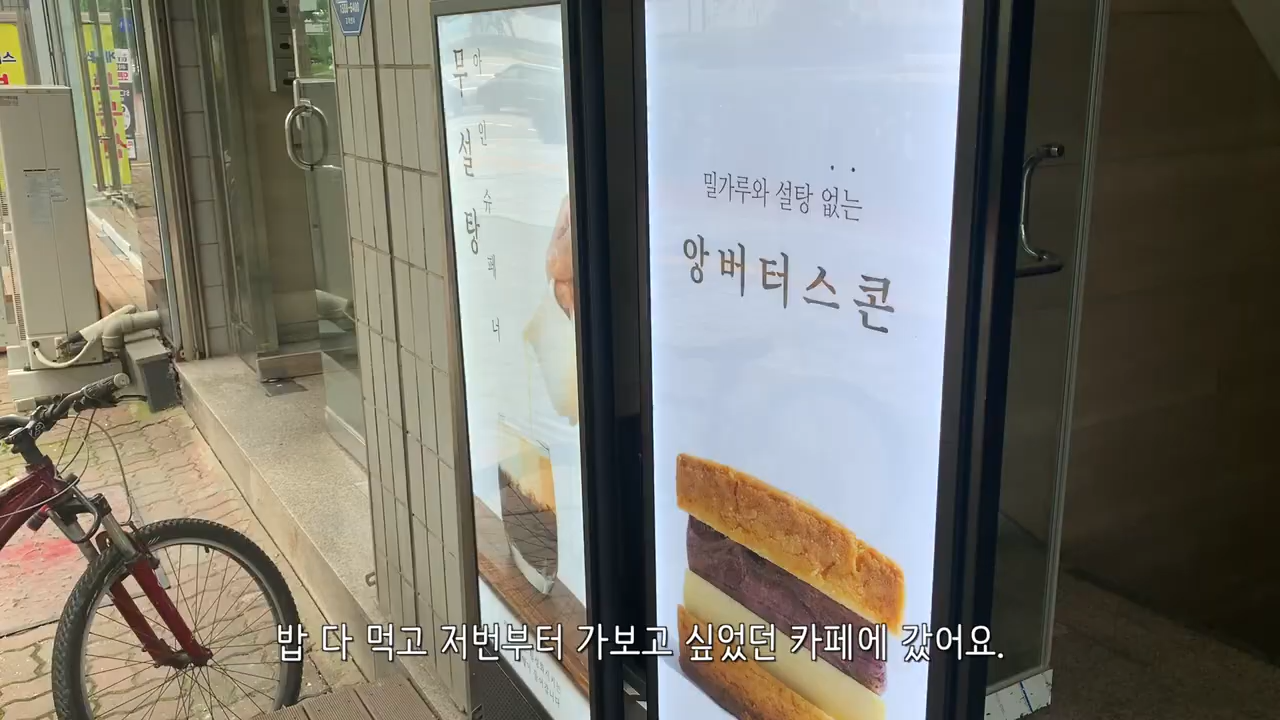 무설탕
아인슈페너
밀가루와 설탕 없는
앙버터스콘
밥 다 먹고 저번부터 가보고 싶었던 카페에 갔어요.